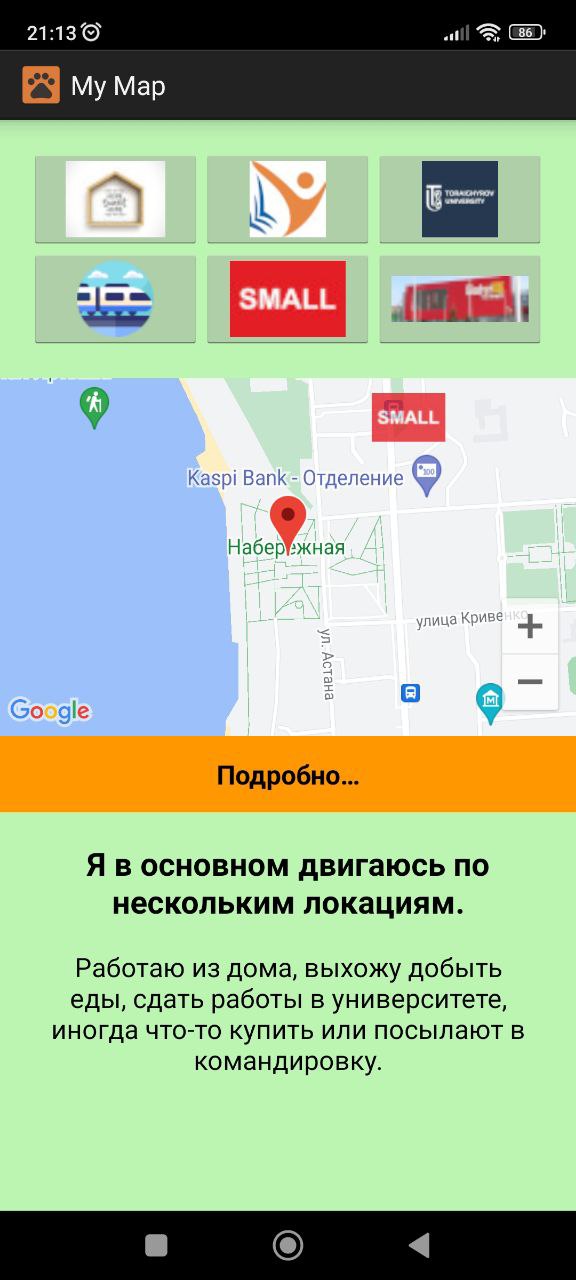 21:13
86
My Map
TORAIGHYROV
UNIVERSITY
SMALL
SMALL
Kaspi Bank - Отделение
Набережная
улица Кривенко
ул. Астана
Google
Подробно...
Я в основном двигаюсь по
нескольким локациям.
Работаю из дома, выхожу добыть
еды, сдать работы в университете,
иногда что-то купить или посылают в
командировку.